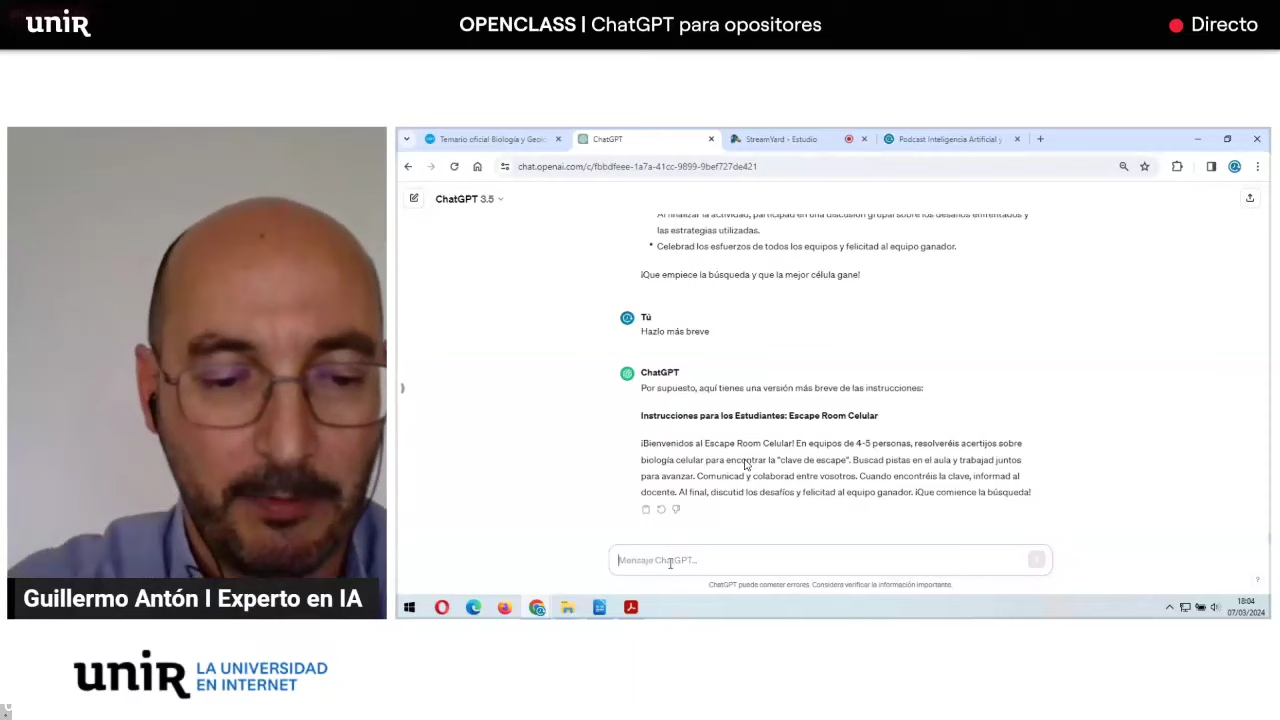 unir
OPENCLASS | ChatGPT para opositores
Directo
Temario oficial Biología y Geolo
ChatGPT
StreamYard - Estudio
Podcast Inteligencia Artificial y
chat.openai.com/c/fbbdfeee-1a7a-41cc-9899-9bef727de421
ChatGPT 3.5
Al finalizar la actividad, participad en una discusión grupal sobre los desafíos enfrentados y
las estrategias utilizadas.
• Celebrad los esfuerzos de todos los equipos y felicitad al equipo ganador.
¡Que empiece la búsqueda y que la mejor célula gane!
Tú
Hazlo más breve
ChatGPT
Por supuesto, aquí tienes una versión más breve de las instrucciones:
Instrucciones para los Estudiantes: Escape Room Celular
¡Bienvenidos al Escape Room Celular! En equipos de 4-5 personas, resolveréis acertijos sobre
biología celular para encontrar la "clave de escape". Buscad pistas en el aula y trabajad juntos
para avanzar. Comunicad y colaborad entre vosotros. Cuando encontréis la clave, informad al
docente. Al final, discutid los desafíos y felicitad al equipo ganador. ¡Que comience la búsqueda!
Mensaje ChatGPT...
ChatGPT puede cometer errores. Considera verificar la información importante.
?
18:04
07/03/2024
Guillermo Antón I Experto en IA
unir
LA UNIVERSIDAD
EN INTERNET